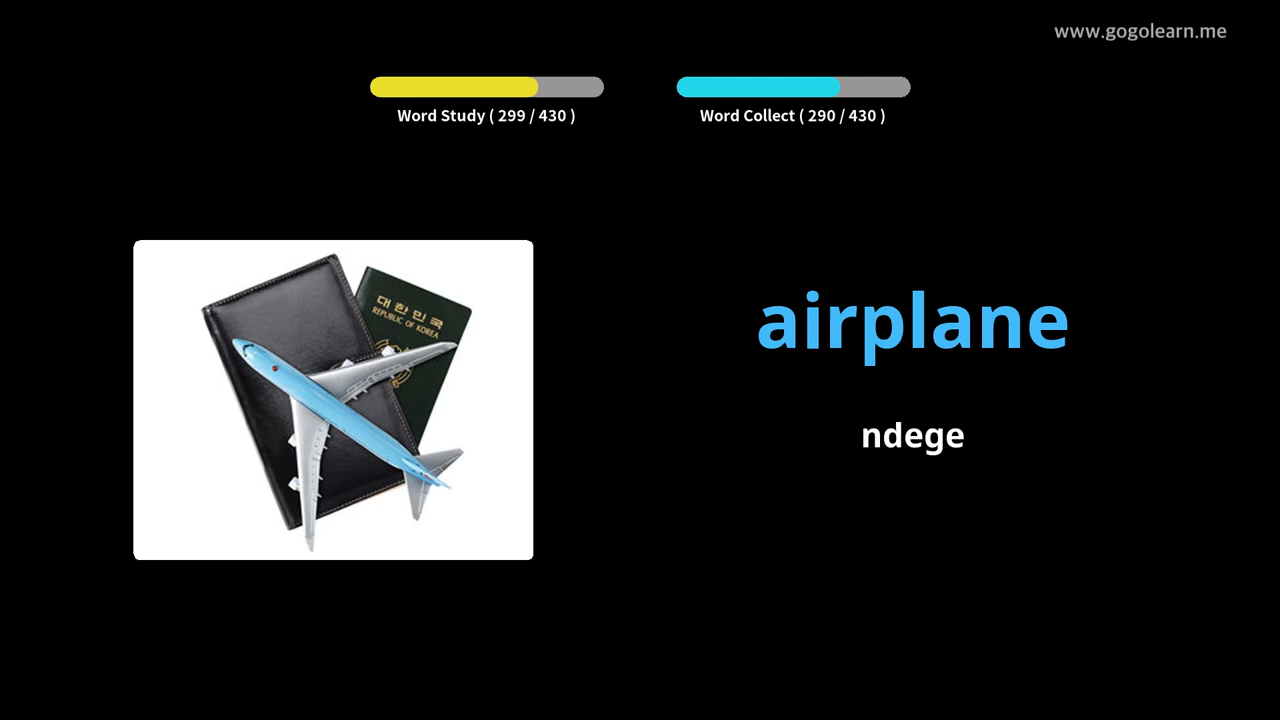 www.gogolearn.me
Word Study ( 299 / 430 )
Word Collect ( 290 / 430 )
대한민국
REPUBLIC OF KOREA
airplane
ndege